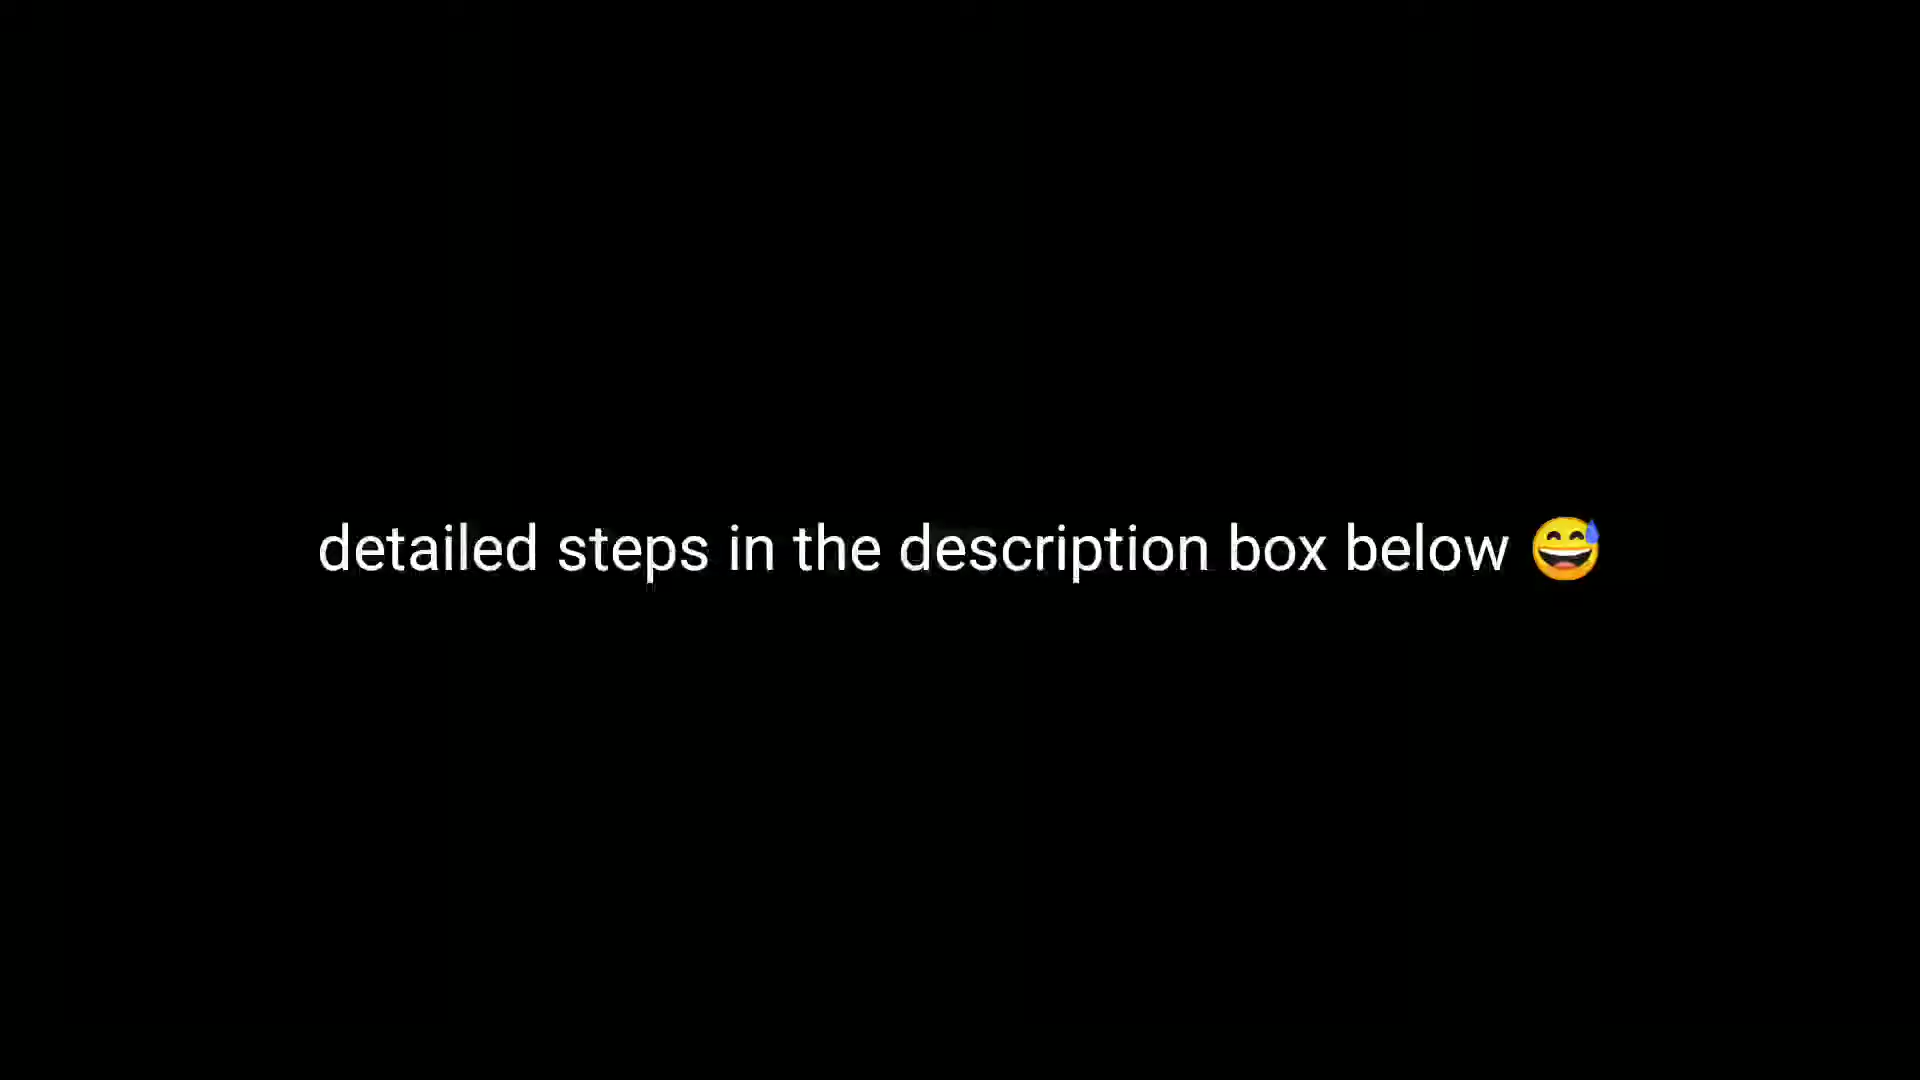 detailed steps in the description box below 😅